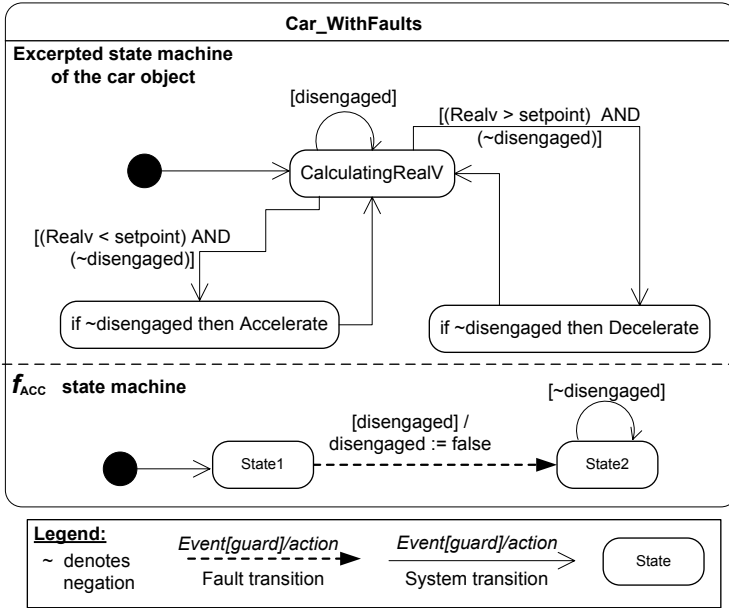 Car_WithFaults
Excerpted state machine
of the car object
[disengaged]
[(Realv > setpoint) AND
(~disengaged)]
CalculatingRealV
[(Realv < setpoint) AND
(~disengaged)]
if ~disengaged then Accelerate
if ~disengaged then Decelerate
fACC state machine
[~disengaged]
[disengaged] /
disengaged := false
State1
State2
Legend:
~ denotes
negation
Event[guard]/action
Fault transition
Event[guard]/action
System transition
State